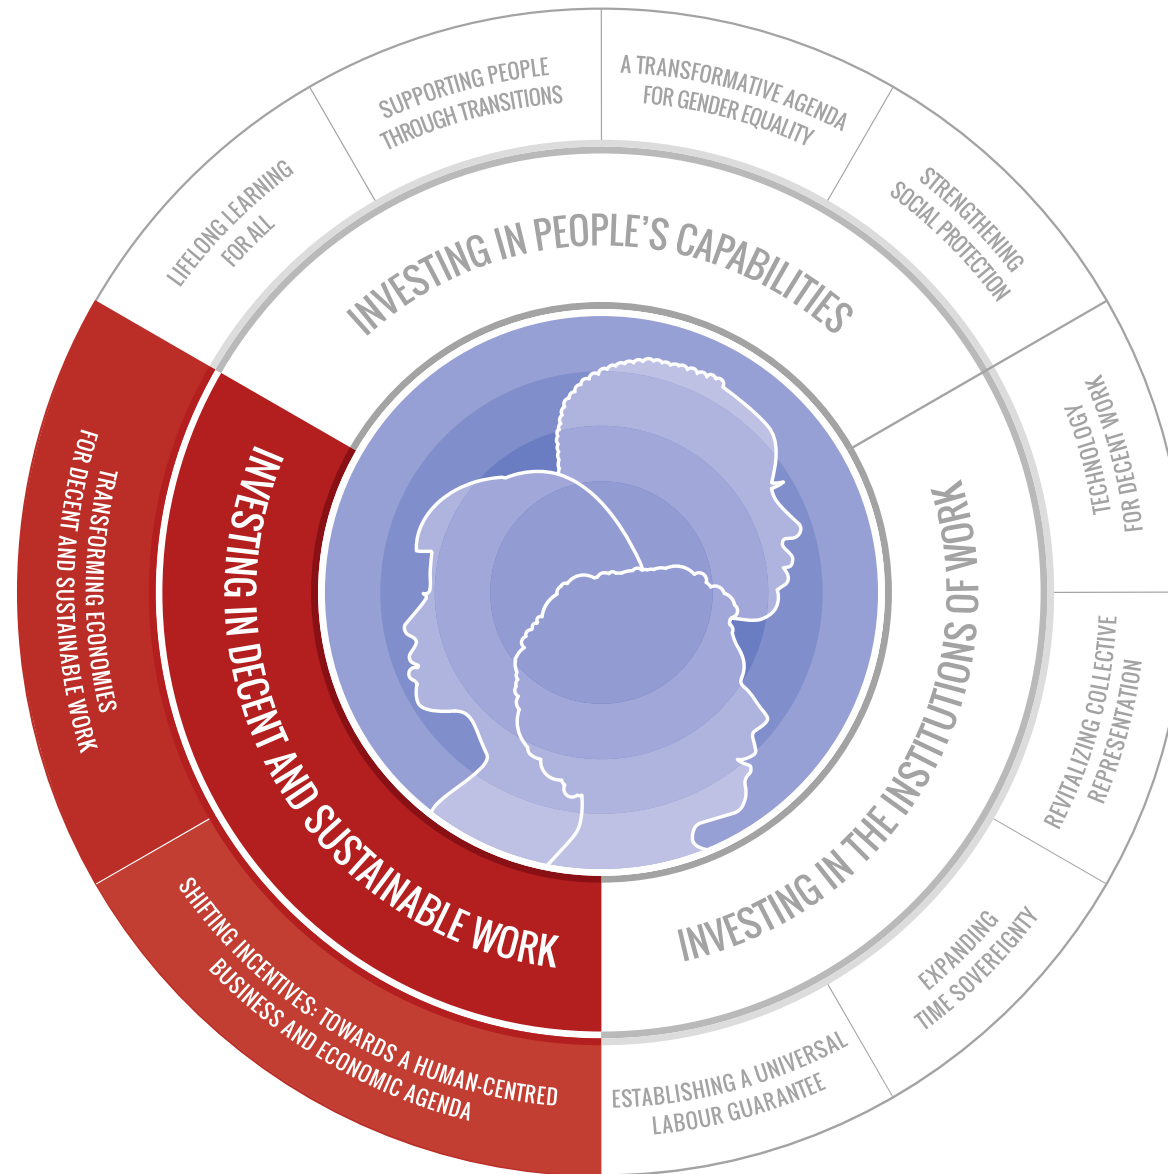 SUPPORTING PEOPLE
THROUGH TRANSITIONS
A TRANSFORMATIVE AGENDA
FOR GENDER EQUALITY
LIFELONG LEARNING
FOR ALL
STRENGTHENING
SOCIAL PROTECTION
INVESTING IN PEOPLE'S CAPABILITIES
TECHNOLOGY
FOR DECENT WORK
REVITALIZING COLLECTIVE
REPRESENTATION
EXPANDING
TIME SOVEREIGNTY
ESTABLISHING A UNIVERSAL
LABOUR GUARANTEE
INVESTING IN THE INSTITUTIONS OF WORK
TRANSFORMING ECONOMIES
FOR DECENT AND SUSTAINABLE WORK
INVESTING IN DECENT AND SUSTAINABLE WORK
SHIFTING INCENTIVES: TOWARDS A HUMAN-CENTRED
BUSINESS AND ECONOMIC AGENDA